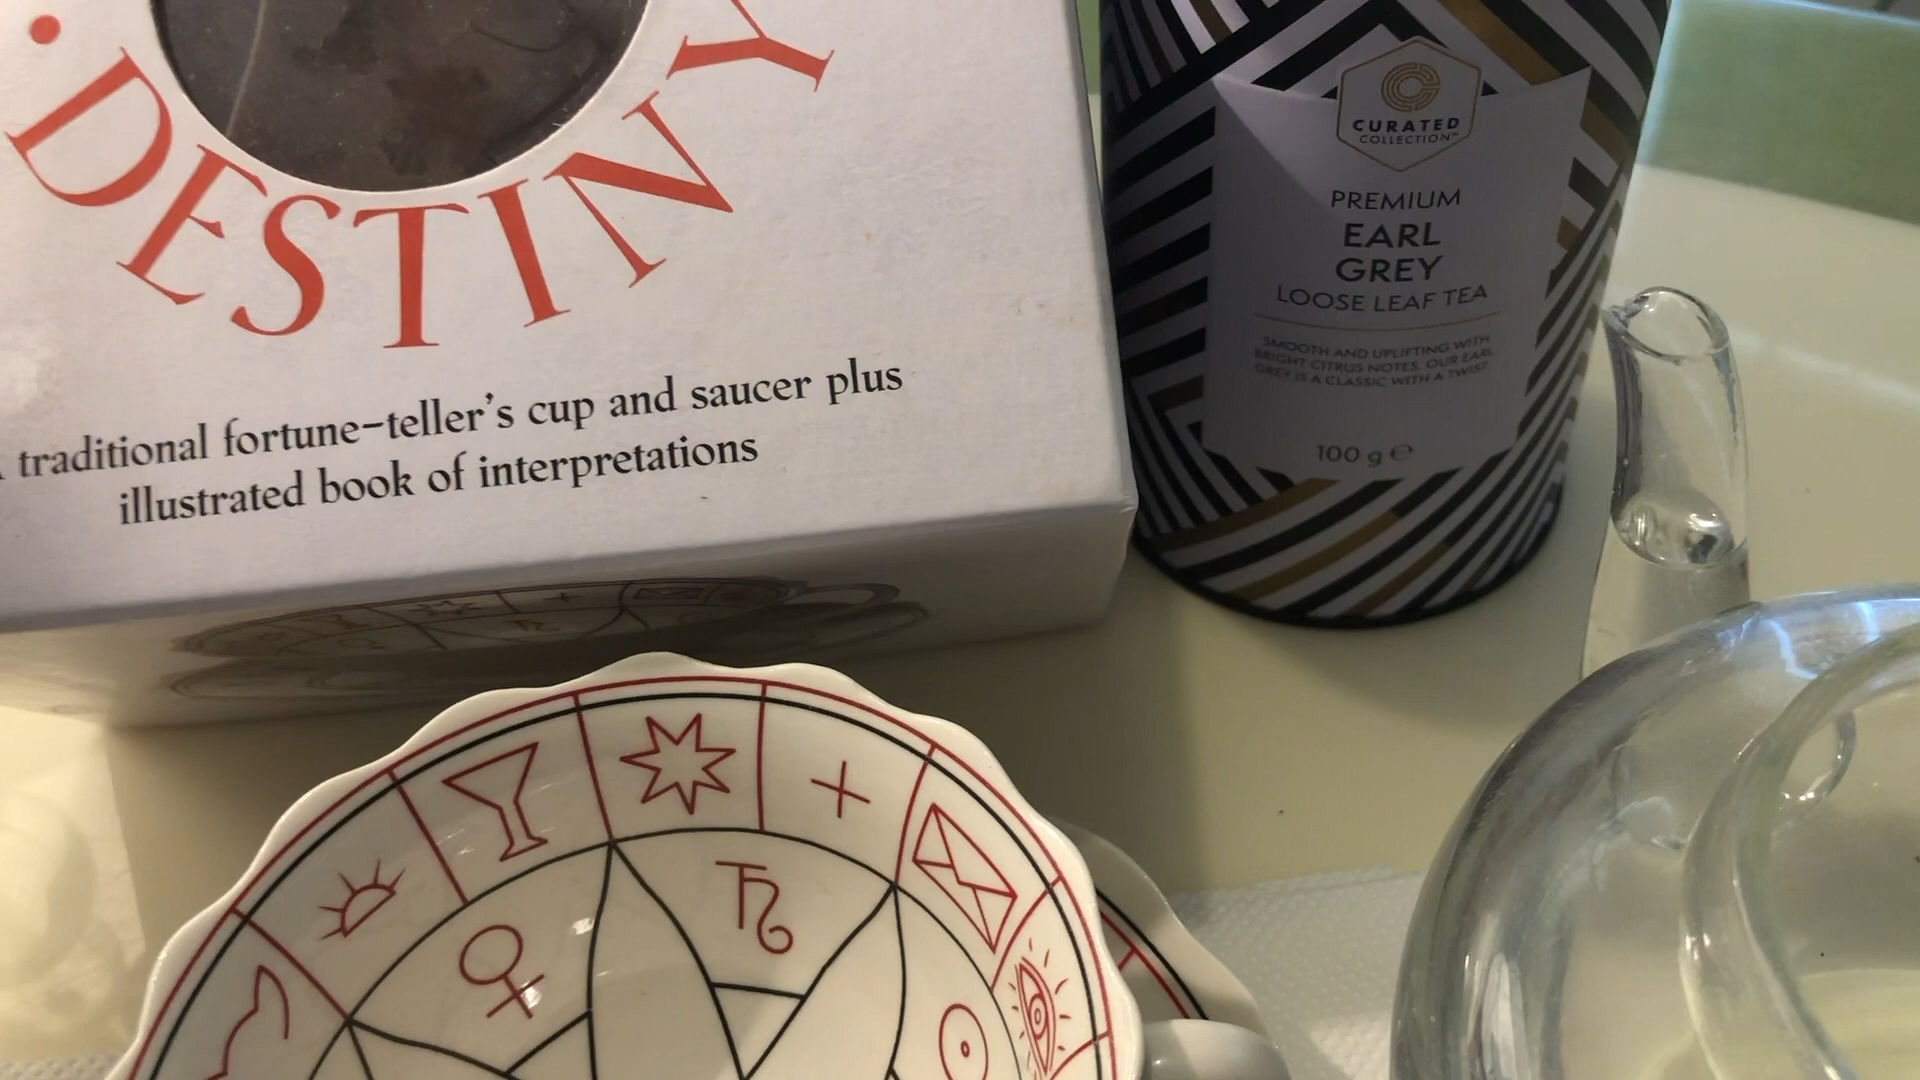 DESTINY
traditional fortune-teller's cup and saucer plus
illustrated book of interpretations
CURATED
COLLECTION™
PREMIUM
EARL
GREY
LOOSE LEAF TEA
SMOOTH AND UPLIFTING WITH
BRIGHT CITRUS NOTES, OUR EARL
GREY IS A CLASSIC WITH A TWIST.
100 g ℮